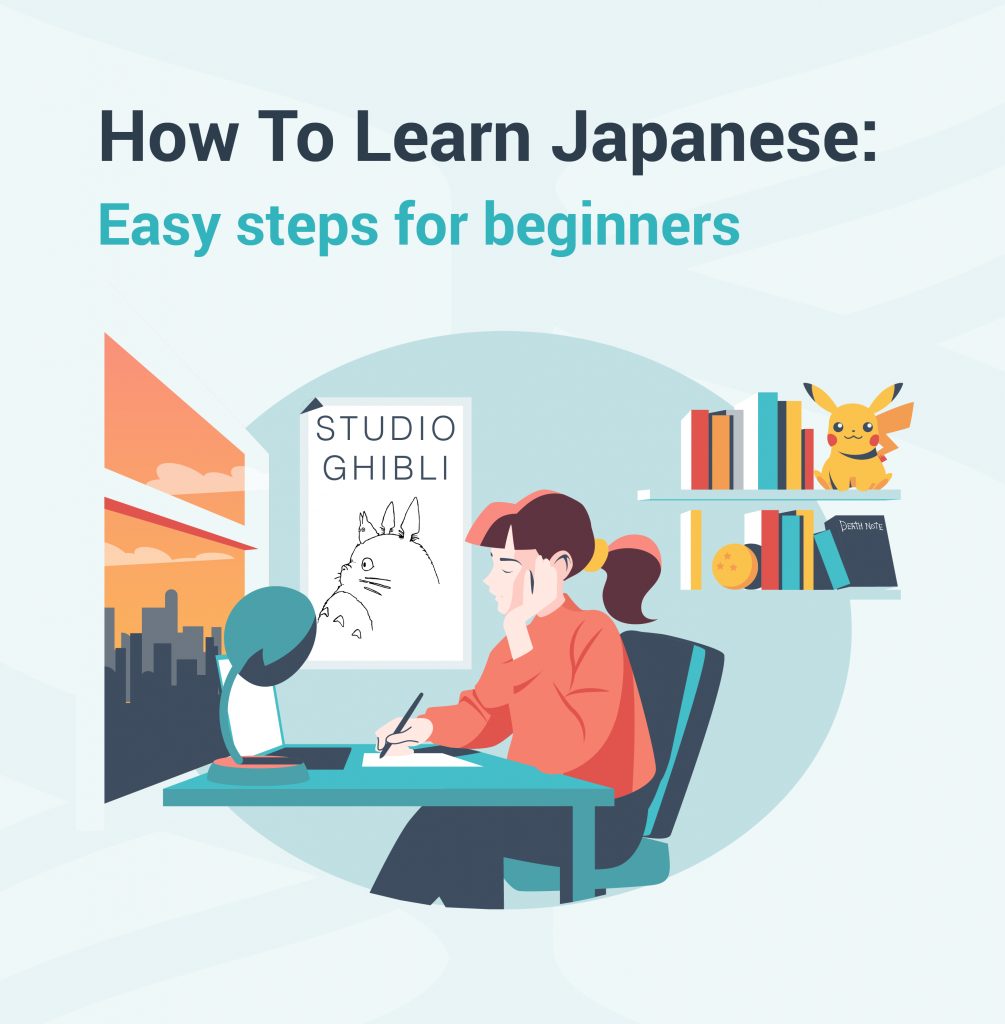 How To Learn Japanese:
Easy steps for beginners
STUDIO
GHIBLI
DEATH NOTE